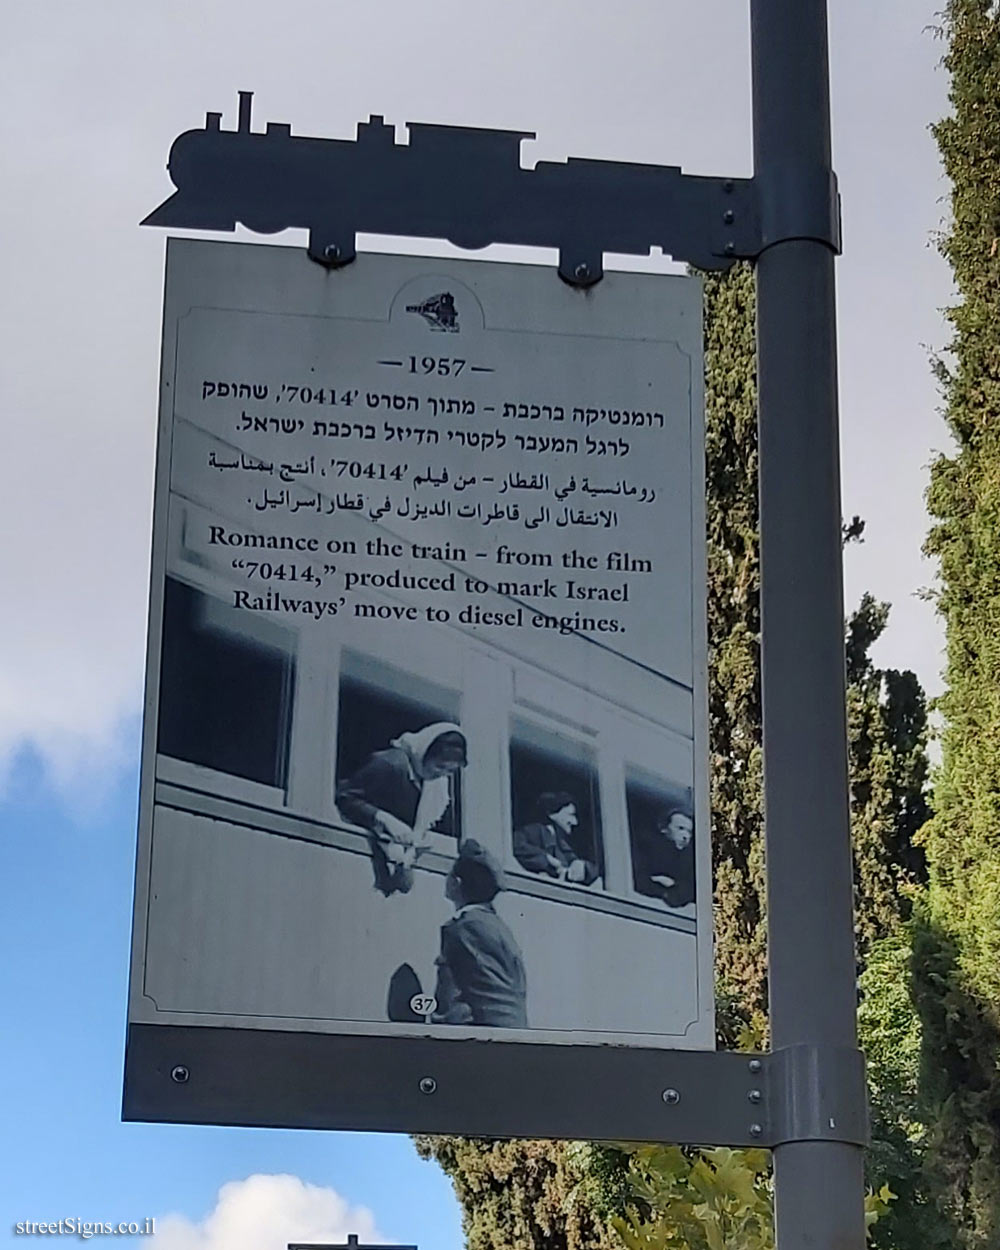 —1957—
רומנטיקה ברכבת – מתוך הסרט '70414', שהופק
לרגל המעבר לקטרי הדיזל ברכבת ישראל.
رومانسية في القطار – من فيلم '70414'، أنتج بمناسبة
الانتقال الى قاطرات الديزل في قطار إسرائيل.
Romance on the train – from the film
“70414,” produced to mark Israel
Railways’ move to diesel engines.
37
streetSigns.co.il